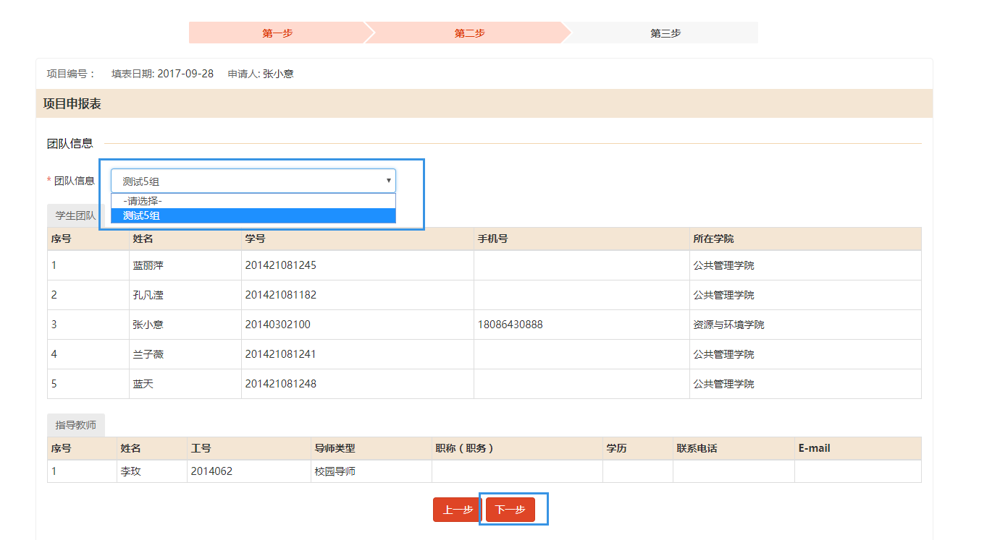 第一步 第二步 第三步
项目编号： 填表日期: 2017-09-28 申请人: 张小意
项目申报表
团队信息
* 团队信息 测试5组
-请选择-
测试5组
学生团队
序号 姓名 学号 手机号 所在学院
1 蓝丽萍 201421081245 公共管理学院
2 孔凡滢 201421081182 公共管理学院
3 张小意 20140302100 18086430888 资源与环境学院
4 兰子薇 201421081241 公共管理学院
5 蓝天 201421081248 公共管理学院
指导教师
序号 姓名 工号 导师类型 职称（职务） 学历 联系电话 E-mail
1 李玫 2014062 校园导师
上一步 下一步